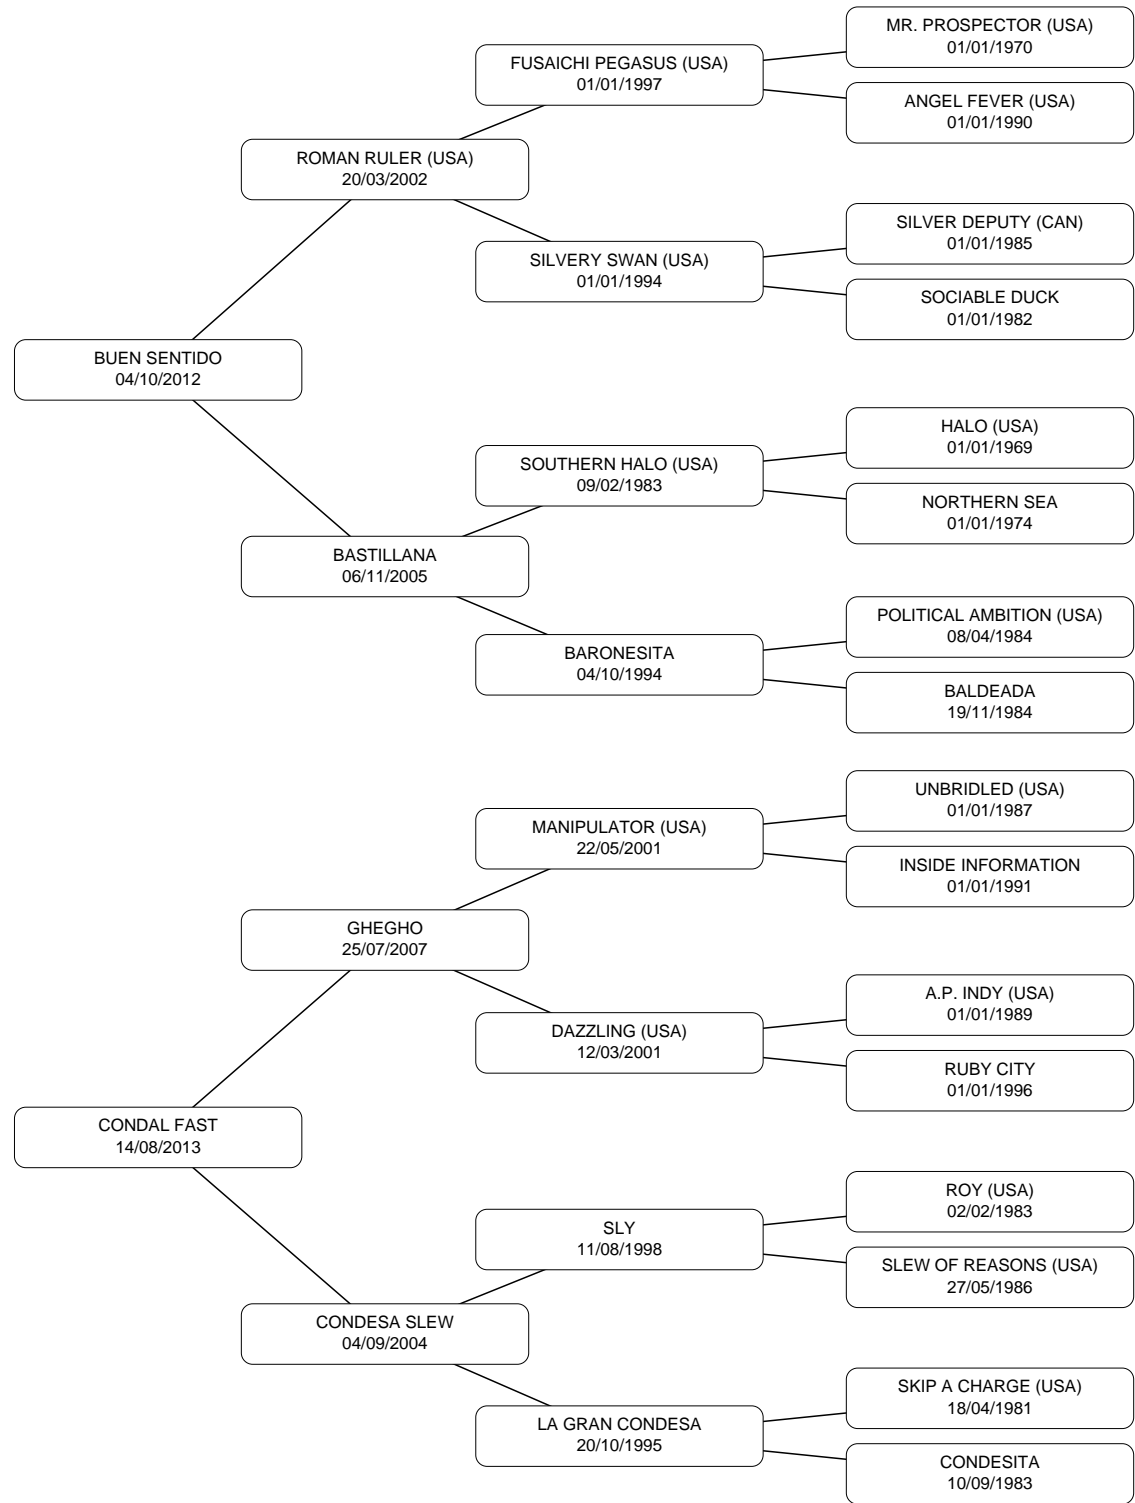 MR. PROSPECTOR (USA)
01/01/1970
FUSAICHI PEGASUS (USA)
01/01/1997
ANGEL FEVER (USA)
01/01/1990
ROMAN RULER (USA)
20/03/2002
SILVER DEPUTY (CAN)
01/01/1985
SILVERY SWAN (USA)
01/01/1994
SOCIABLE DUCK
01/01/1982
BUEN SENTIDO
04/10/2012
HALO (USA)
01/01/1969
SOUTHERN HALO (USA)
09/02/1983
NORTHERN SEA
01/01/1974
BASTILLANA
06/11/2005
POLITICAL AMBITION (USA)
08/04/1984
BARONESITA
04/10/1994
BALDEADA
19/11/1984
UNBRIDLED (USA)
01/01/1987
MANIPULATOR (USA)
22/05/2001
INSIDE INFORMATION
01/01/1991
GHEGHO
25/07/2007
A.P. INDY (USA)
01/01/1989
DAZZLING (USA)
12/03/2001
RUBY CITY
01/01/1996
CONDAL FAST
14/08/2013
ROY (USA)
02/02/1983
SLY
11/08/1998
SLEW OF REASONS (USA)
27/05/1986
CONDESA SLEW
04/09/2004
SKIP A CHARGE (USA)
18/04/1981
LA GRAN CONDESA
20/10/1995
CONDESITA
10/09/1983